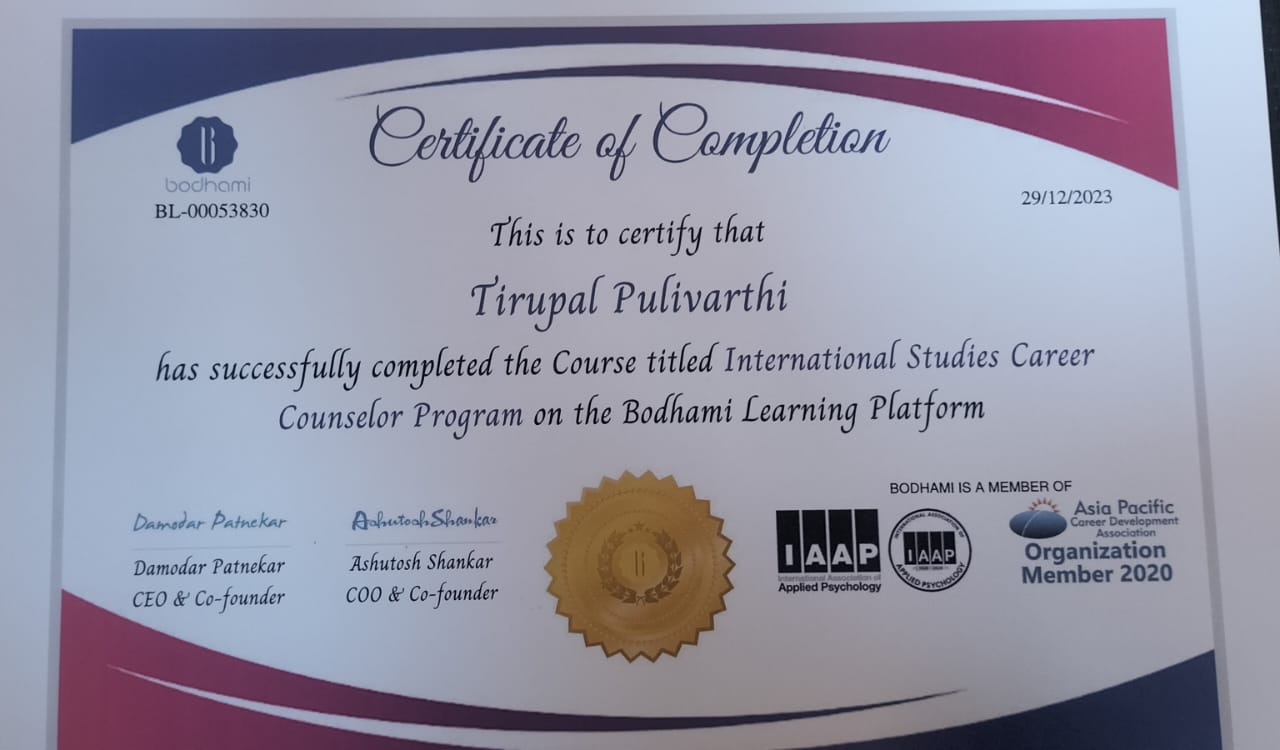 Certificate of Completion
bodhami
BL-00053830
29/12/2023
This is to certify that
Tirupal Pulivarthi
has successfully completed the Course titled International Studies Career
Counselor Program on the Bodhami Learning Platform
Damodar Patnekar
Damodar Patnekar
CEO & Co-founder
Ashutosh Shankar
Ashutosh Shankar
COO & Co-founder
BODHAMI IS A MEMBER OF
IAAP
International Association of
Applied Psychology
INTERNATIONAL ASSOCIATION OF
IAAP
APPLIED PSYCHOLOGY
Asia Pacific
Career Development
Association
Organization
Member 2020